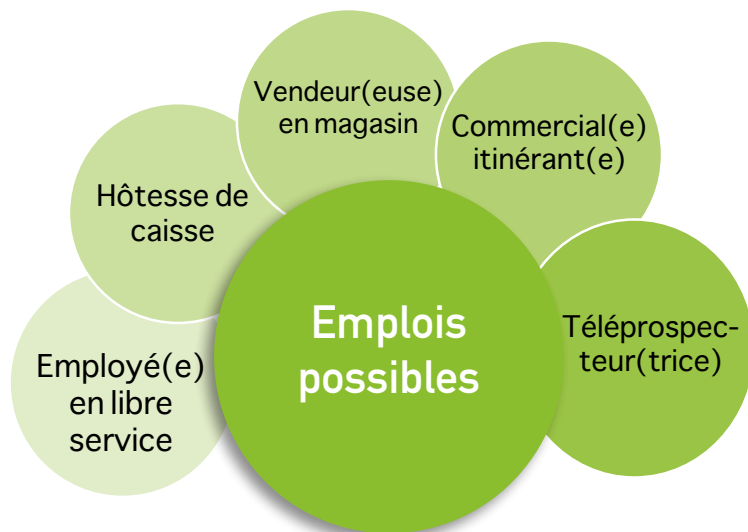 Vendeur(euse)
en magasin
Commercial(e)
itinérant(e)
Hôtesse de
caisse
Emplois
possibles
Téléprospec-
teur(trice)
Employé(e)
en libre
service